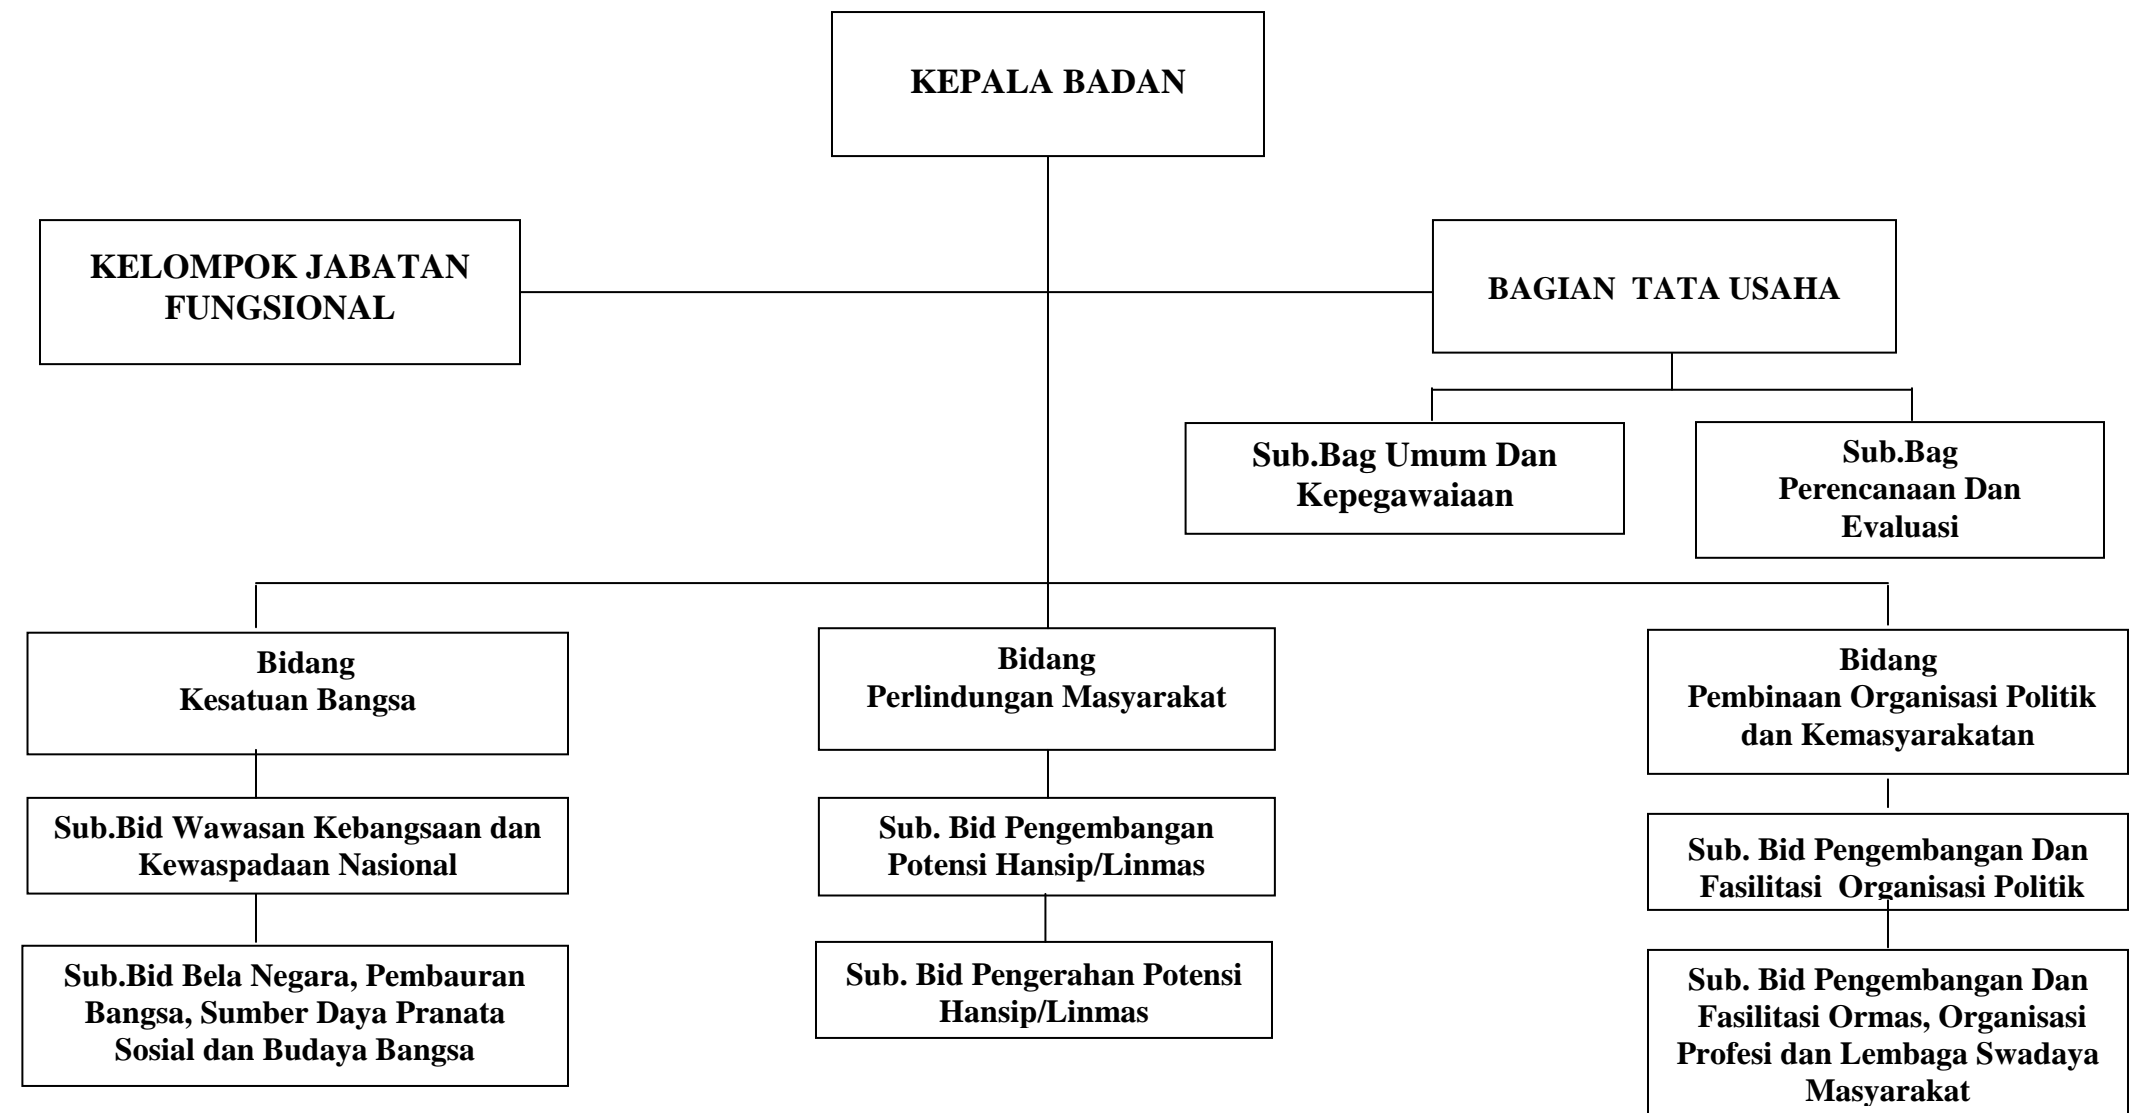 KEPALA BADAN
KELOMPOK JABATAN
FUNGSIONAL
BAGIAN TATA USAHA
Sub.Bag Umum Dan
Kepegawaiaan
Sub.Bag
Perencanaan Dan
Evaluasi
Bidang
Kesatuan Bangsa
Bidang
Perlindungan Masyarakat
Bidang
Pembinaan Organisasi Politik
dan Kemasyarakatan
Sub.Bid Wawasan Kebangsaan dan
Kewaspadaan Nasional
Sub. Bid Pengembangan
Potensi Hansip/Linmas
Sub. Bid Pengembangan Dan
Fasilitasi Organisasi Politik
Sub.Bid Bela Negara, Pembauran
Bangsa, Sumber Daya Pranata
Sosial dan Budaya Bangsa
Sub. Bid Pengerahan Potensi
Hansip/Linmas
Sub. Bid Pengembangan Dan
Fasilitasi Ormas, Organisasi
Profesi dan Lembaga Swadaya
Masyarakat